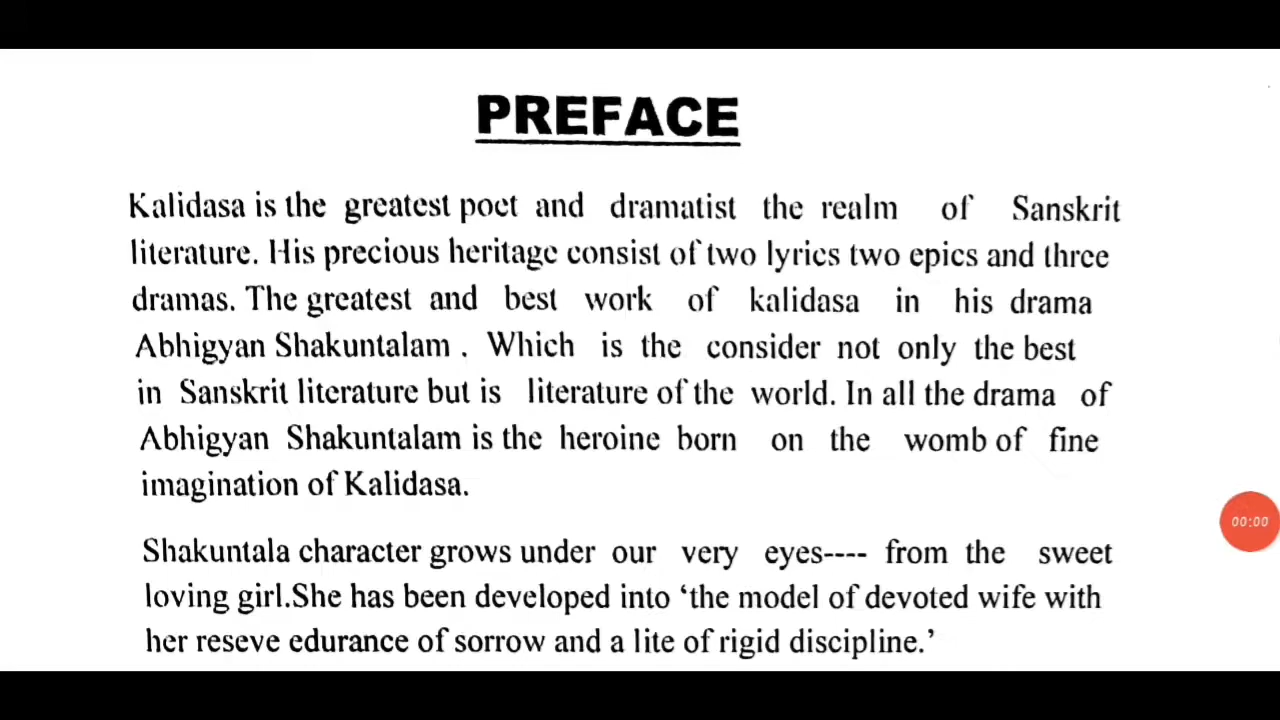 PREFACE
Kalidasa is the greatest poet and dramatist the realm of Sanskrit
literature. His precious heritage consist of two lyrics two epics and three
dramas. The greatest and best work of kalidasa in his drama
Abhigyan Shakuntalam . Which is the consider not only the best
in Sanskrit literature but is literature of the world. In all the drama of
Abhigyan Shakuntalam is the heroine born on the womb of fine
imagination of Kalidasa.
Shakuntala character grows under our very eyes---- from the sweet
loving girl.She has been developed into ‘the model of devoted wife with
her reseve edurance of sorrow and a lite of rigid discipline.’
00:00